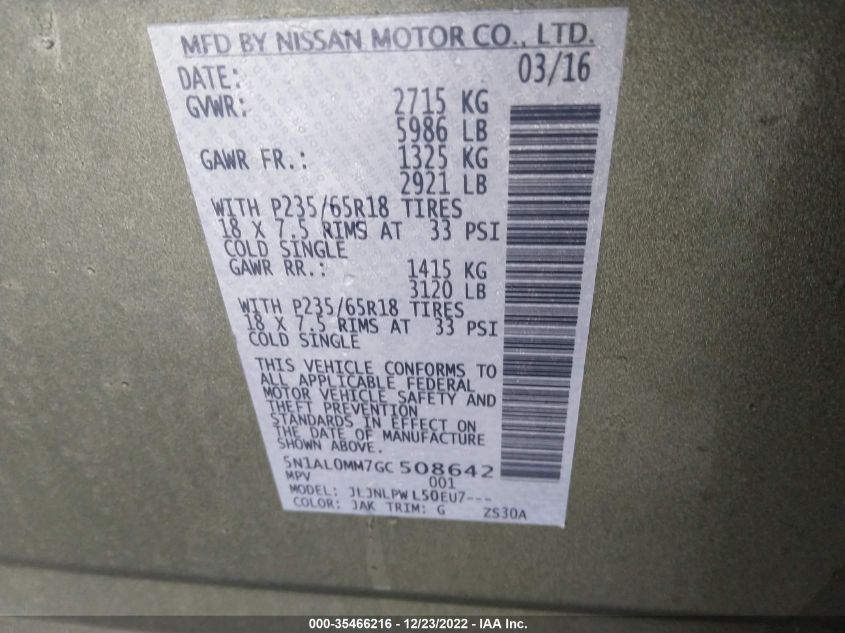 MFD BY NISSAN MOTOR CO., LTD.
DATE: 03/16
GVWR: 2715 KG
5986 LB
GAWR FR.: 1325 KG
2921 LB
WITH P235/65R18 TIRES
18 X 7.5 RIMS AT 33 PSI
COLD SINGLE
GAWR RR.: 1415 KG
3120 LB
WITH P235/65R18 TIRES
18 X 7.5 RIMS AT 33 PSI
COLD SINGLE
THIS VEHICLE CONFORMS TO
ALL APPLICABLE FEDERAL
MOTOR VEHICLE SAFETY AND
THEFT PREVENTION
STANDARDS IN EFFECT ON
THE DATE OF MANUFACTURE
SHOWN ABOVE.
5N1AL0MM7GC508642
MPV 001
MODEL: JLJNLPW L50EU7---
COLOR: JAK TRIM: G ZS30A
000-35466216 - 12/23/2022 - IAA Inc.